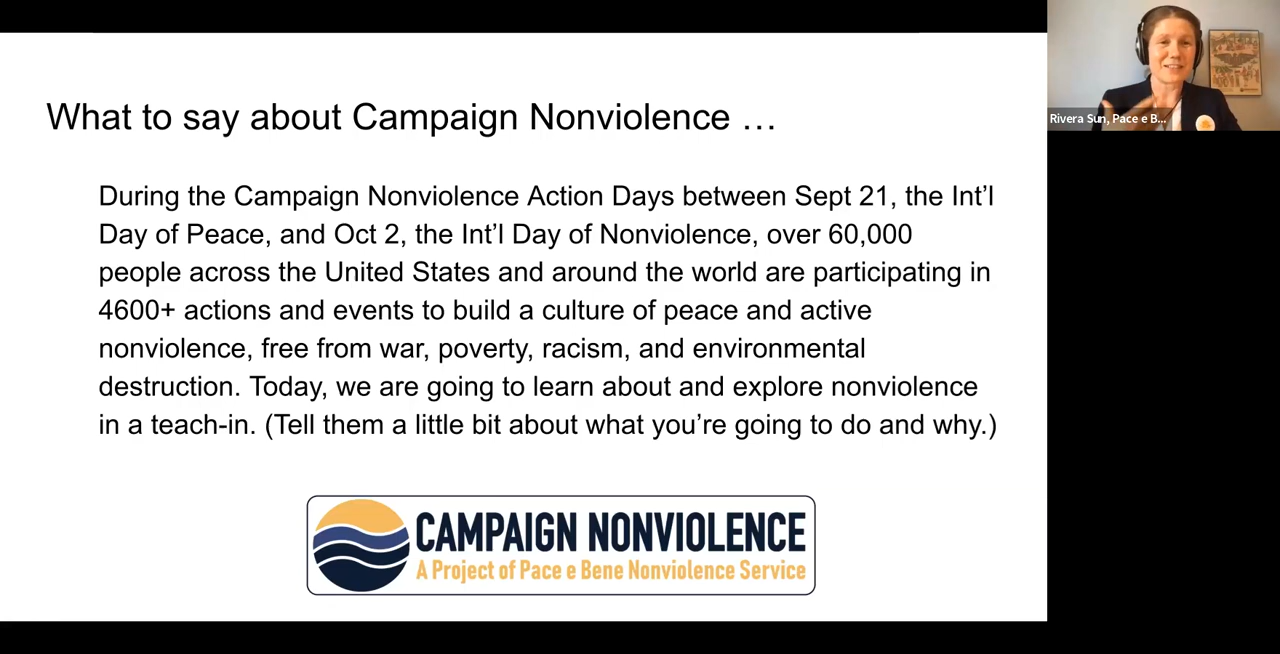 What to say about Campaign Nonviolence …
During the Campaign Nonviolence Action Days between Sept 21, the Int’l
Day of Peace, and Oct 2, the Int’l Day of Nonviolence, over 60,000
people across the United States and around the world are participating in
4600+ actions and events to build a culture of peace and active
nonviolence, free from war, poverty, racism, and environmental
destruction. Today, we are going to learn about and explore nonviolence
in a teach-in. (Tell them a little bit about what you’re going to do and why.)
CAMPAIGN NONVIOLENCE
A Project of Pace e Bene Nonviolence Service
Rivera Sun, Pace e B...